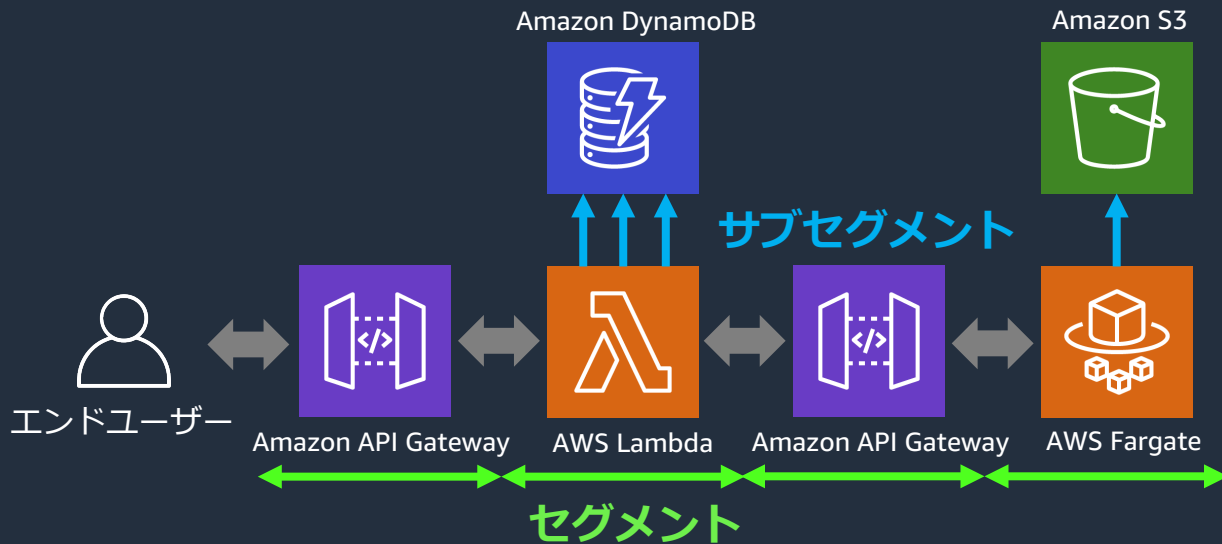 Amazon DynamoDB
Amazon S3
サブセグメント
</>
</>
エンドユーザー
Amazon API Gateway
AWS Lambda
Amazon API Gateway
AWS Fargate
セグメント